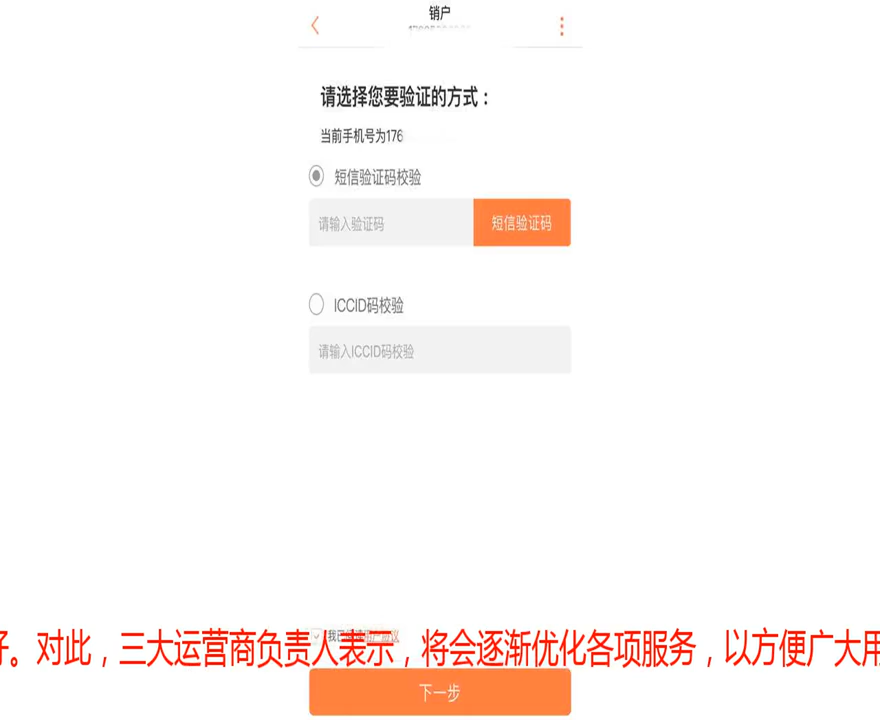 销户
请选择您要验证的方式：
当前手机号为176
短信验证码校验
请输入验证码
短信验证码
ICCID码校验
请输入ICCID码校验
好。对此，三大运营商负责人表示，将会逐渐优化各项服务，以方便广大用
下一步